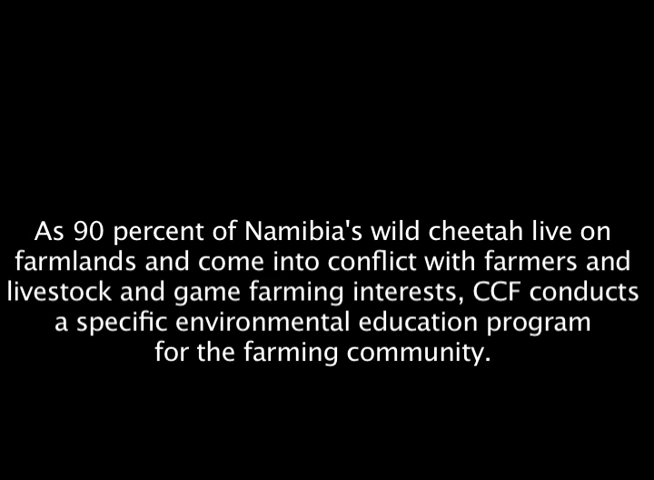 As 90 percent of Namibia's wild cheetah live on
farmlands and come into conflict with farmers and
livestock and game farming interests, CCF conducts
a specific environmental education program
for the farming community.